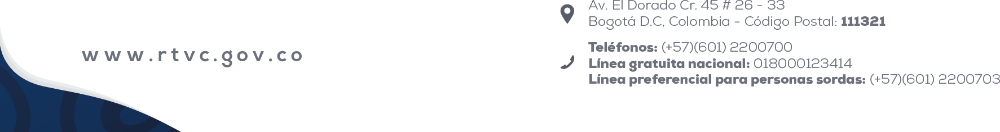 Av. El Dorado Cr. 45 # 26 - 33
Bogotá D.C, Colombia - Código Postal: 111321
www.rtvc.gov.co
Teléfonos: (+57)(601) 2200700
Línea gratuita nacional: 018000123414
Línea preferencial para personas sordas: (+57)(601) 2200703